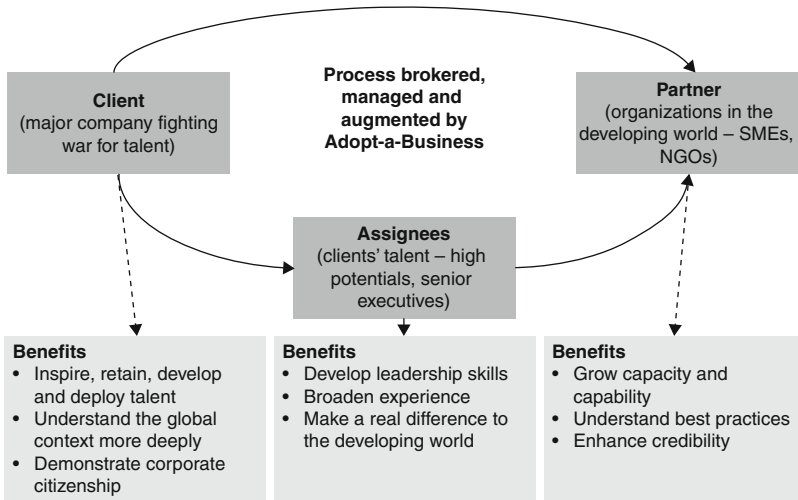 Process brokered,
managed and
augmented by
Adopt-a-Business
Client
(major company fighting
war for talent)
Partner
(organizations in the
developing world – SMEs,
NGOs)
Assignees
(clients' talent – high
potentials, senior
executives)
Benefits
• Inspire, retain, develop
and deploy talent
• Understand the global
context more deeply
• Demonstrate corporate
citizenship
Benefits
• Develop leadership skills
• Broaden experience
• Make a real difference to
the developing world
Benefits
• Grow capacity and
capability
• Understand best practices
• Enhance credibility